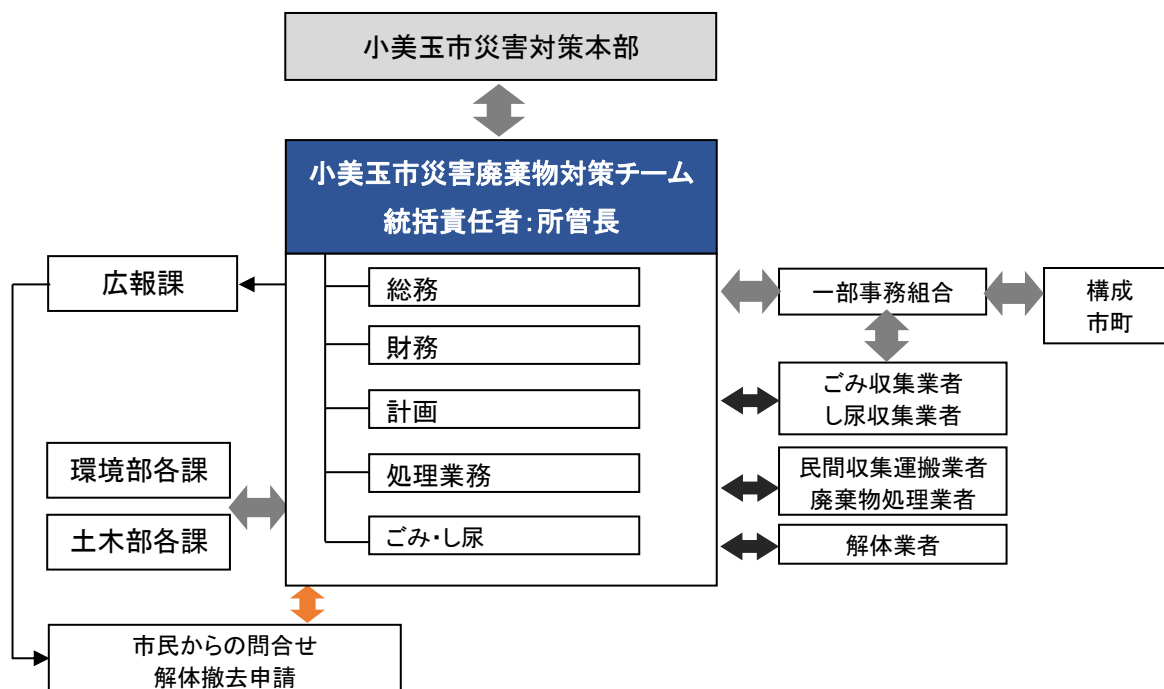 小美玉市災害対策本部
小美玉市災害廃棄物対策チーム
統括責任者：所管長
広報課
総務
財務
計画
処理業務
ごみ・し尿
環境部各課
土木部各課
一部事務組合
構成
市町
ごみ収集業者
し尿収集業者
民間収集運搬業者
廃棄物処理業者
解体業者
市民からの問合せ
解体撤去申請